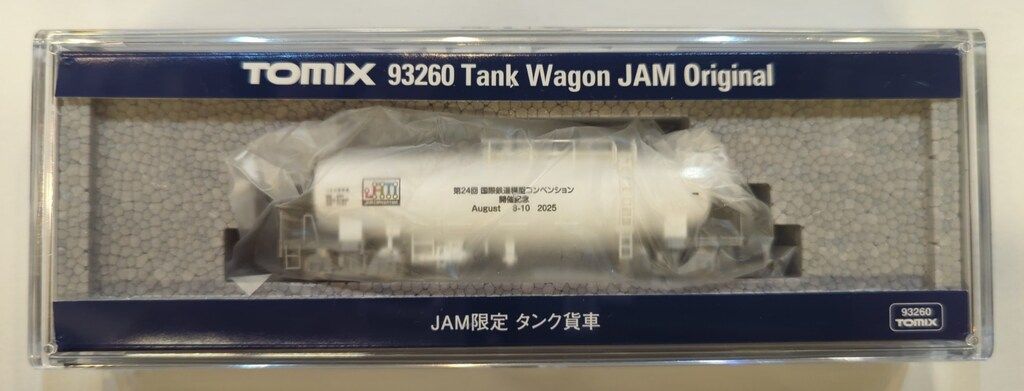 TOMIX 93260 Tank Wagon JAM Original
JAM
第24回 国際鉄道模型コンベンション
開催記念
August 8-10 2025
JAM限定 タンク貨車
93260
TOMIX